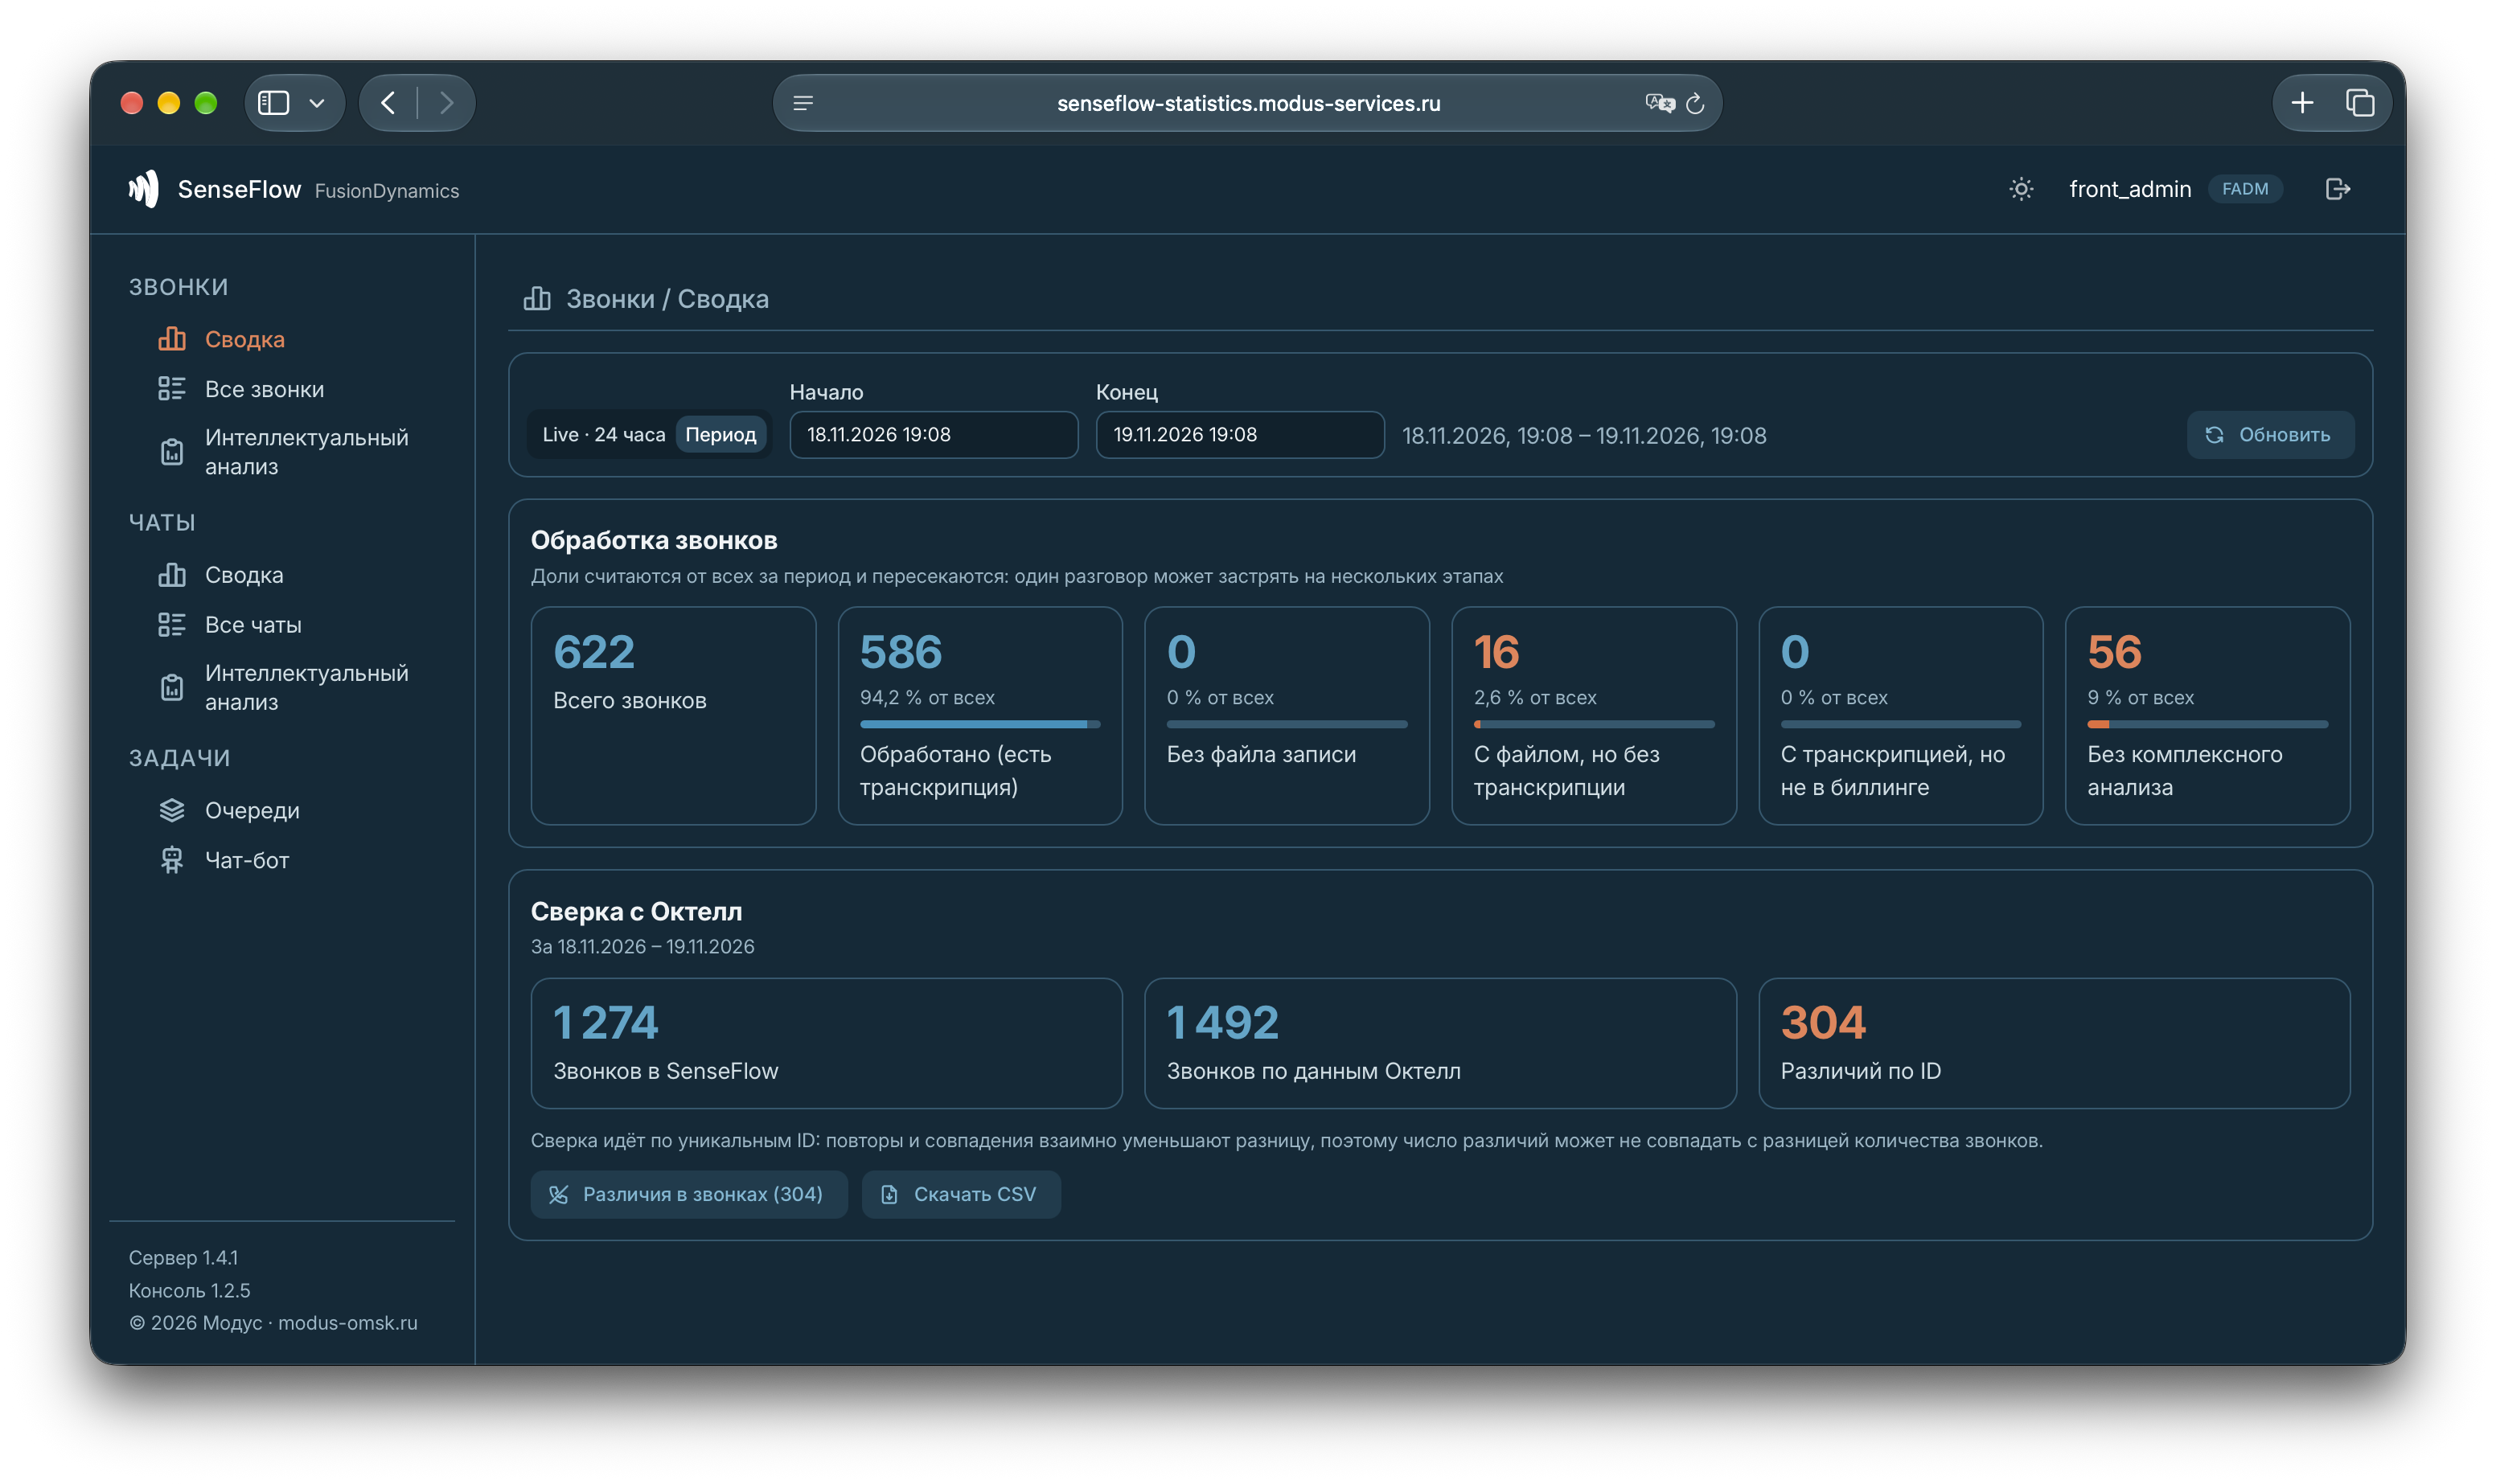 senseflow-statistics.modus-services.ru
SenseFlow FusionDynamics
front_admin FADM
ЗВОНКИ
Сводка
Все звонки
Интеллектуальный
анализ
ЧАТЫ
Сводка
Все чаты
Интеллектуальный
анализ
ЗАДАЧИ
Очереди
Чат-бот
Сервер 1.4.1
Консоль 1.2.5
© 2026 Модус · modus-omsk.ru
Звонки / Сводка
Начало
Конец
Live · 24 часа Период 18.11.2026 19:08 19.11.2026 19:08 18.11.2026, 19:08 – 19.11.2026, 19:08 Обновить
Обработка звонков
Доли считаются от всех за период и пересекаются: один разговор может застрять на нескольких этапах
622
Всего звонков
586
94,2 % от всех
Обработано (есть
транскрипция)
0
0 % от всех
Без файла записи
16
2,6 % от всех
С файлом, но без
транскрипции
0
0 % от всех
С транскрипцией, но
не в биллинге
56
9 % от всех
Без комплексного
анализа
Сверка с Октелл
За 18.11.2026 – 19.11.2026
1 274
Звонков в SenseFlow
1 492
Звонков по данным Октелл
304
Различий по ID
Сверка идёт по уникальным ID: повторы и совпадения взаимно уменьшают разницу, поэтому число различий может не совпадать с разницей количества звонков.
Различия в звонках (304) Скачать CSV